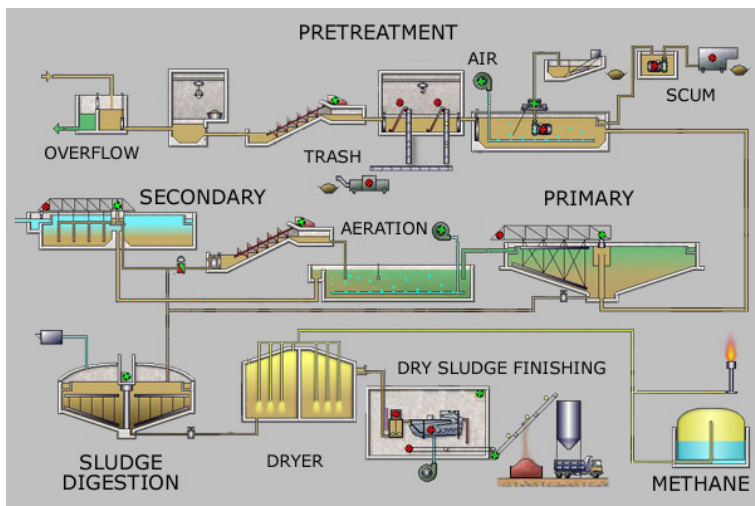 PRETREATMENT
AIR
SCUM
OVERFLOW
TRASH
SECONDARY
AERATION
PRIMARY
DRY SLUDGE FINISHING
SLUDGE
DIGESTION
DRYER
METHANE